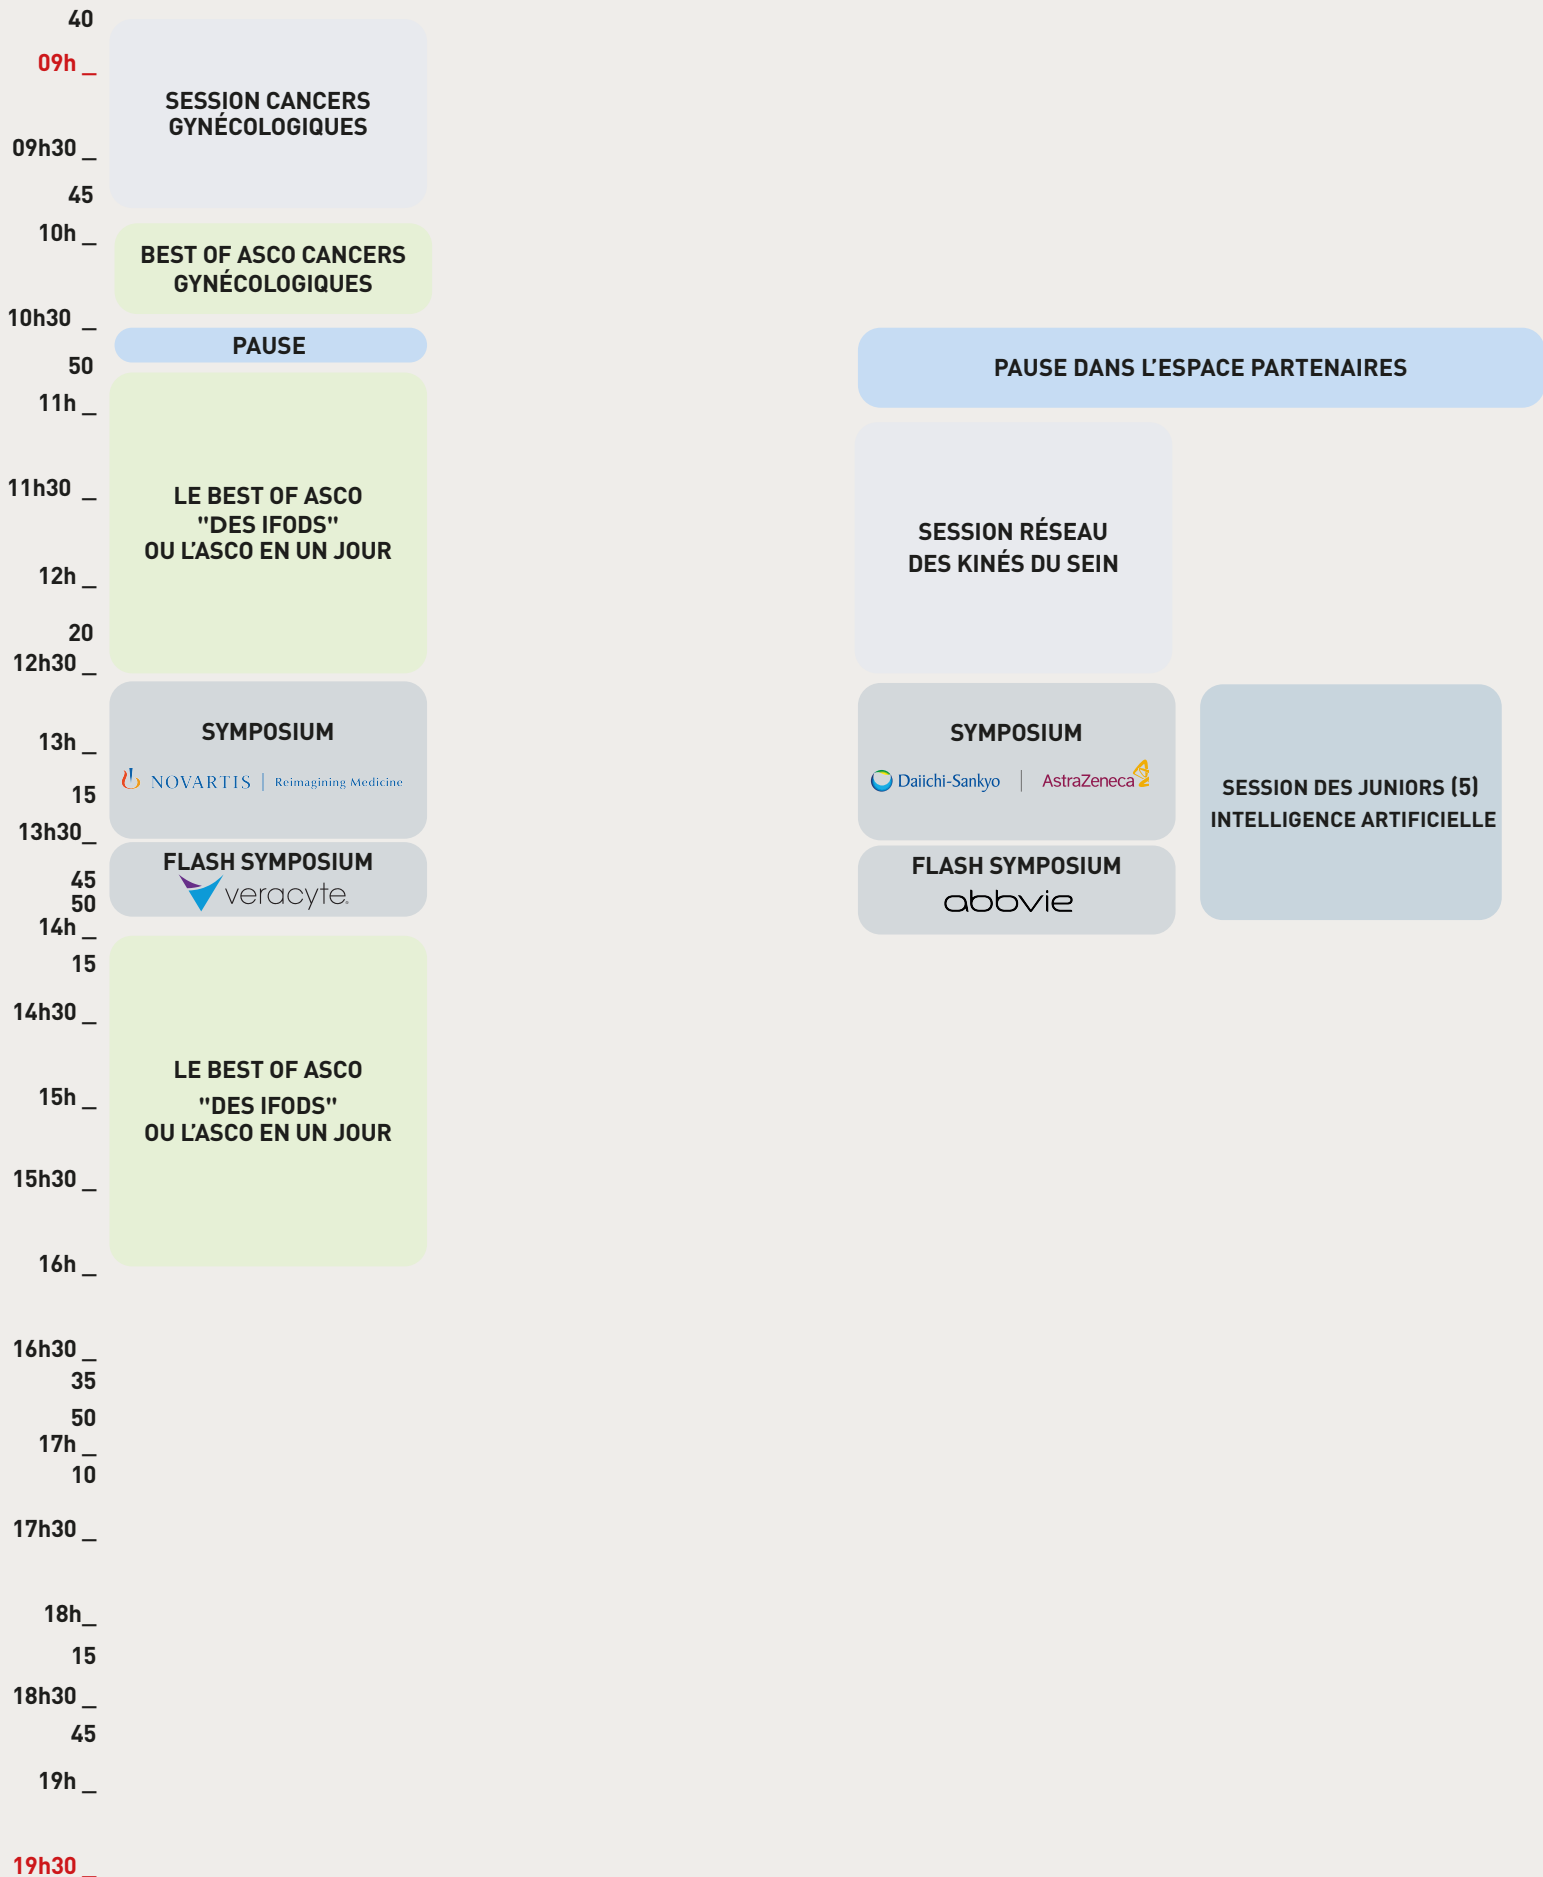 40
09h _
SESSION CANCERS
GYNÉCOLOGIQUES
09h30 _
45
10h _
BEST OF ASCO CANCERS
GYNÉCOLOGIQUES
10h30 _
PAUSE
50
PAUSE DANS L'ESPACE PARTENAIRES
11h _
11h30 _
LE BEST OF ASCO
"DES IFODS"
OU L'ASCO EN UN JOUR
SESSION RÉSEAU
DES KINÉS DU SEIN
12h _
20
12h30 _
SYMPOSIUM
NOVARTIS | Reimagining Medicine
SYMPOSIUM
Daiichi-Sankyo | AstraZeneca
SESSION DES JUNIORS (5)
INTELLIGENCE ARTIFICIELLE
13h _
15
13h30 _
FLASH SYMPOSIUM
veracyte.
FLASH SYMPOSIUM
abbvie
45
50
14h _
15
14h30 _
LE BEST OF ASCO
"DES IFODS"
OU L'ASCO EN UN JOUR
15h _
15h30 _
16h _
16h30 _
35
50
17h _
10
17h30 _
18h _
15
18h30 _
45
19h _
19h30 _